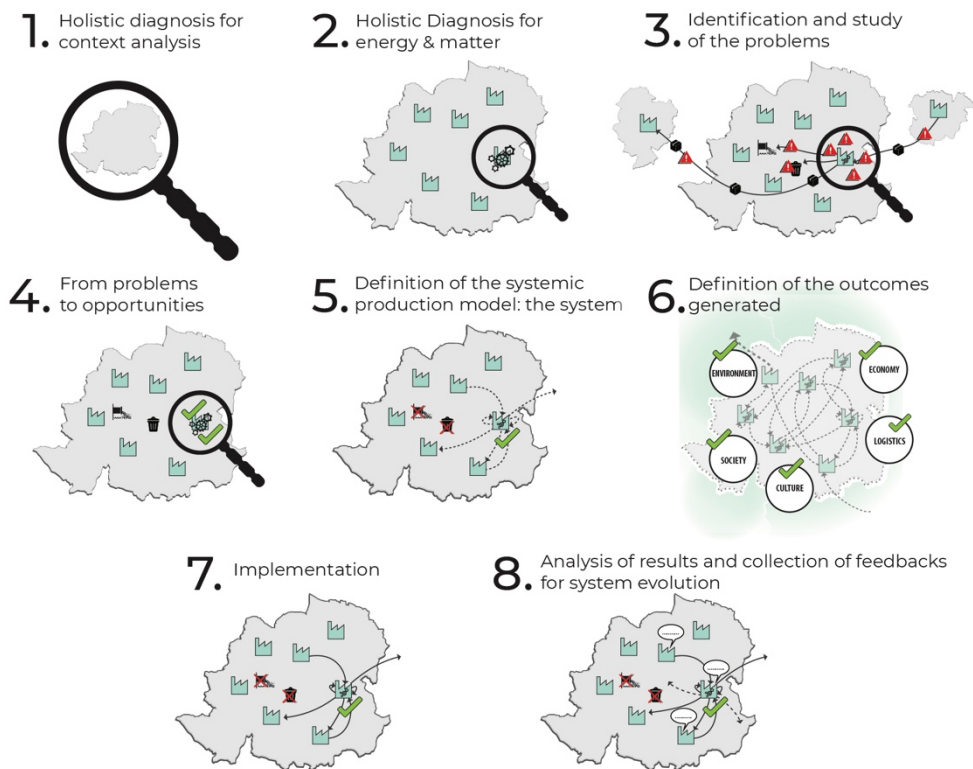 1. Holistic diagnosis for
context analysis
2. Holistic Diagnosis for
energy & matter
3. Identification and study
of the problems
4. From problems
to opportunities
5. Definition of the systemic
production model: the system
6. Definition of the outcomes
generated
ENVIRONMENT
ECONOMY
LOGISTICS
SOCIETY
CULTURE
7. Implementation
8. Analysis of results and collection of feedbacks
for system evolution